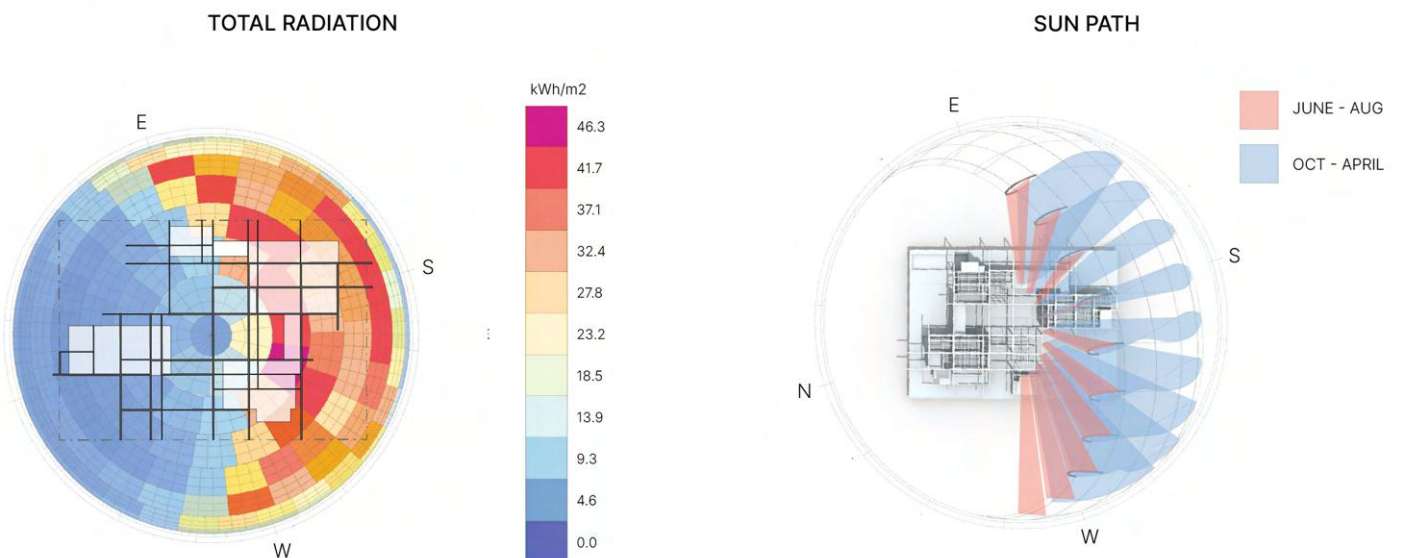 TOTAL RADIATION
E
S
W
kWh/m2
46.3
41.7
37.1
32.4
27.8
23.2
18.5
13.9
9.3
4.6
0.0
SUN PATH
E
S
N
W
JUNE - AUG
OCT - APRIL